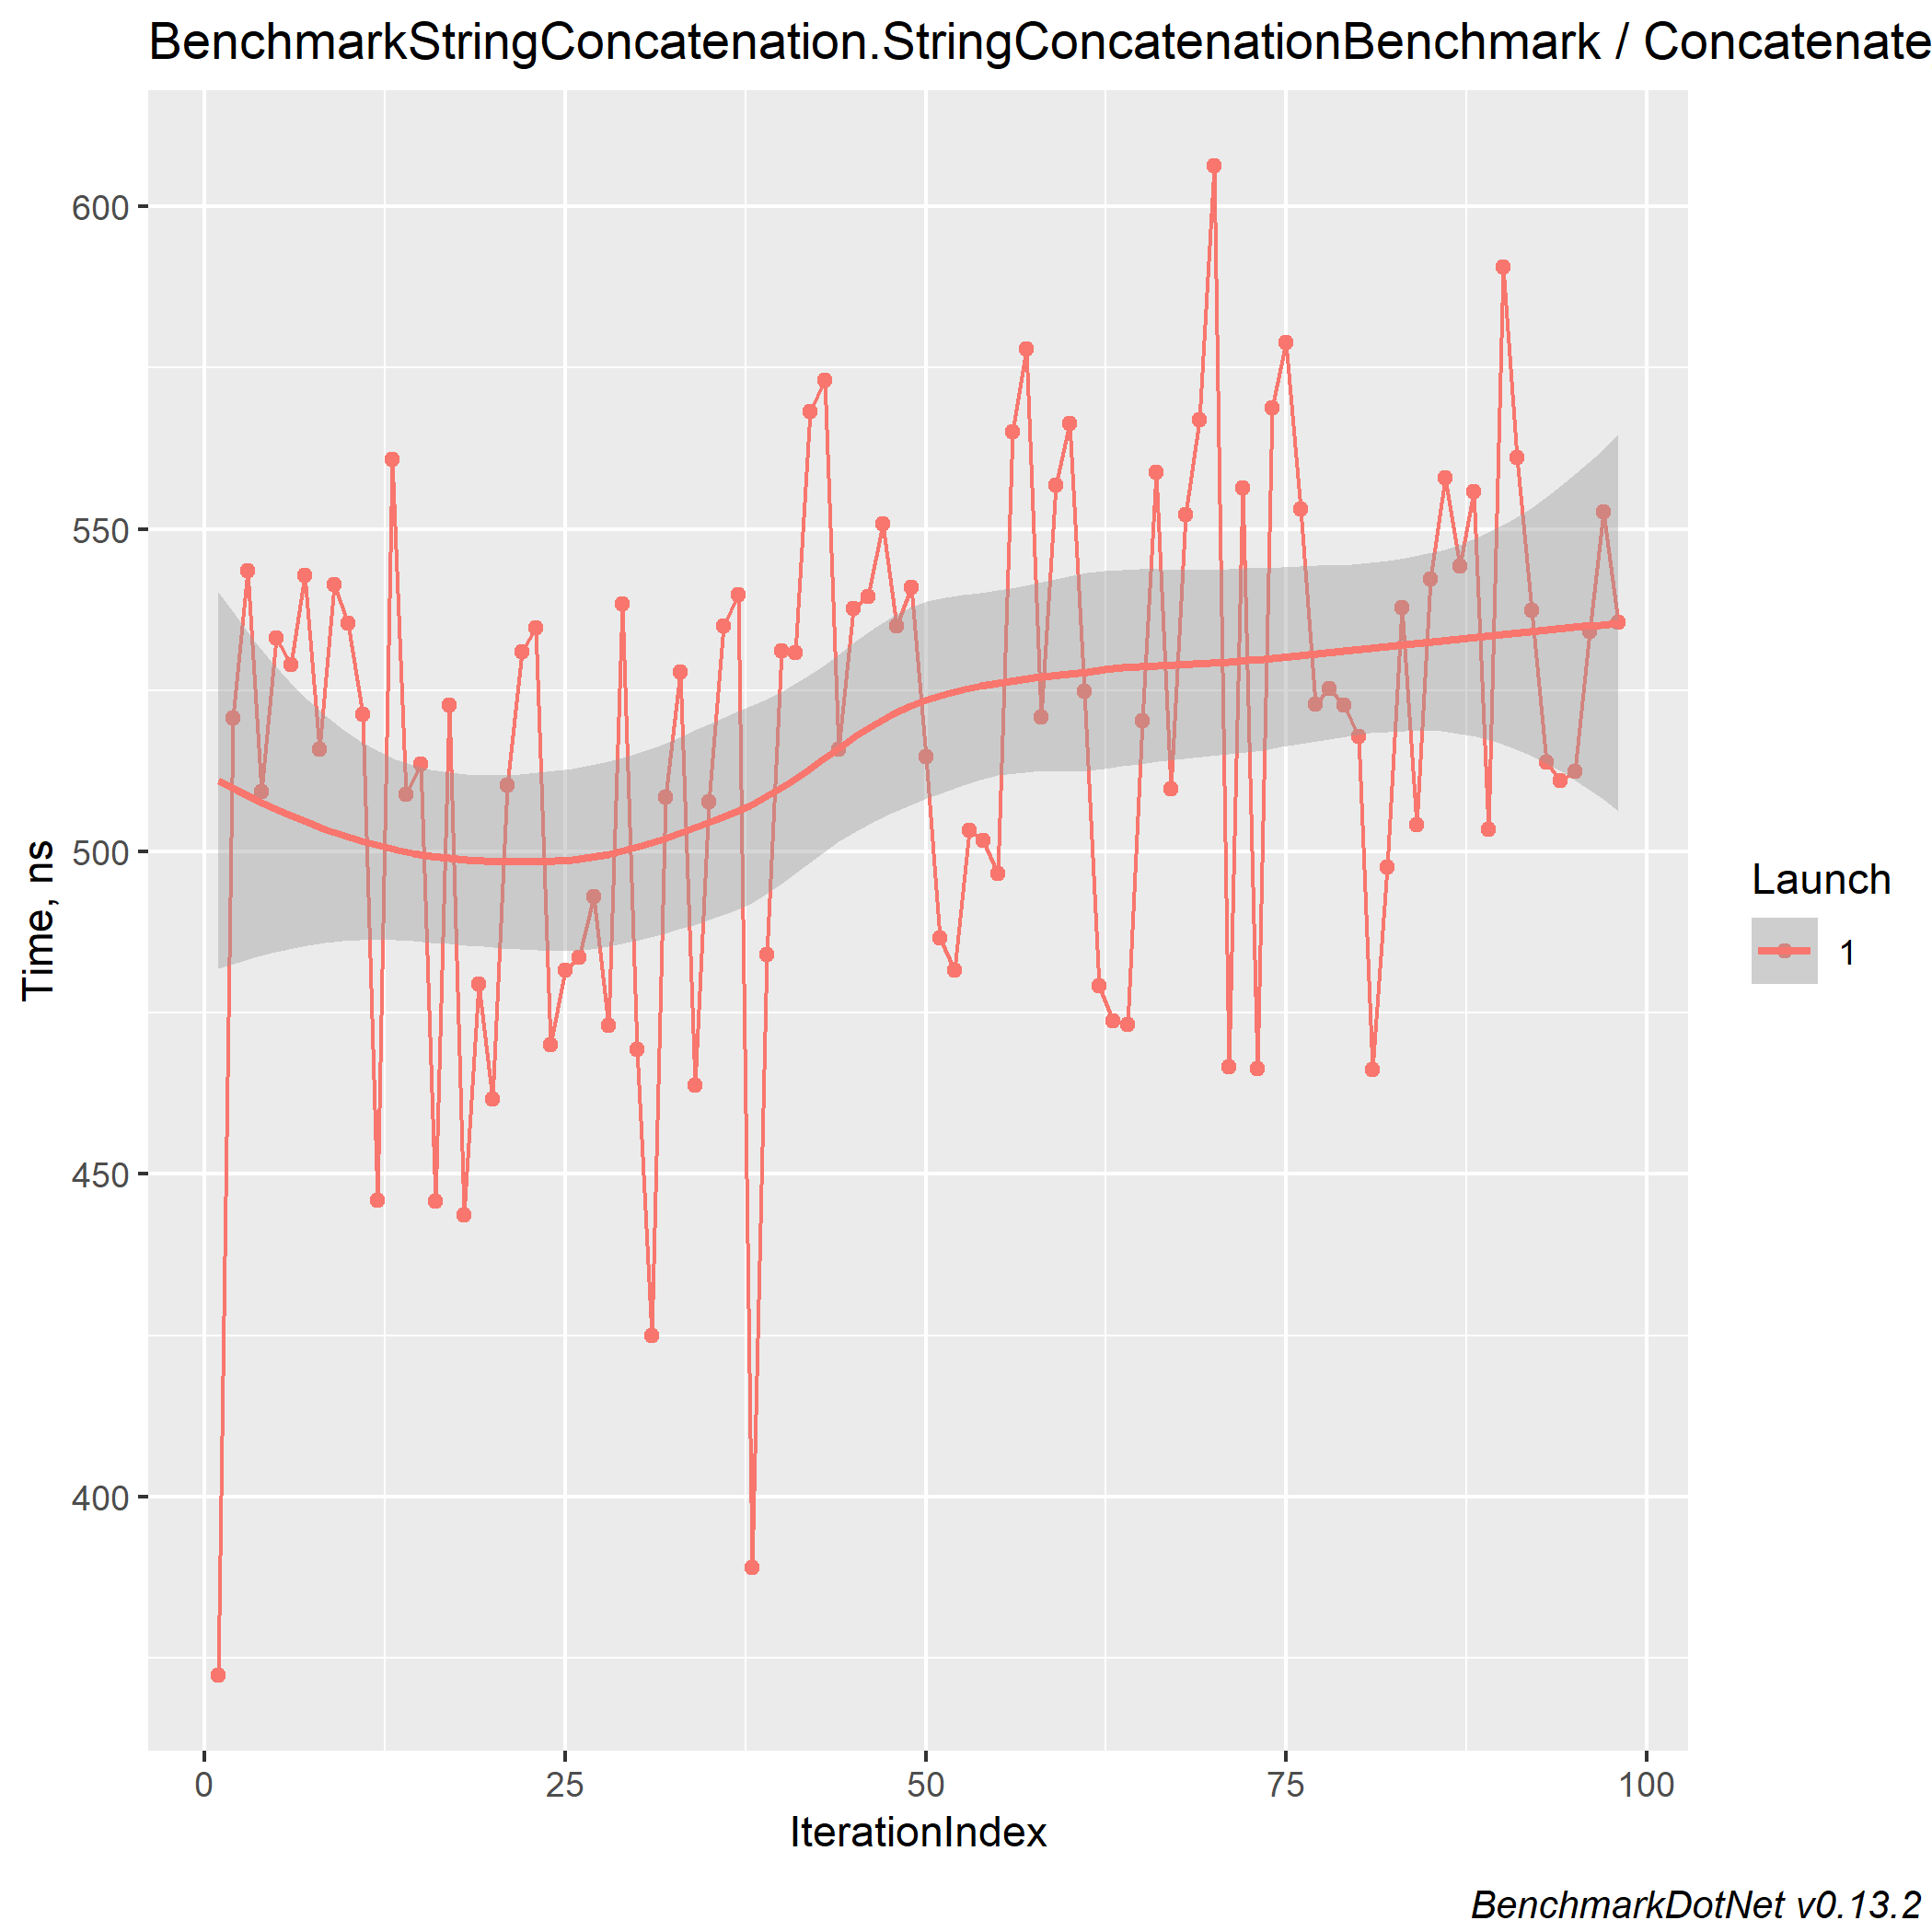 BenchmarkStringConcatenation.StringConcatenationBenchmark / Concatenate
600
550
500
450
400
Time, ns
0 25 50 75 100
IterationIndex
Launch
1
BenchmarkDotNet v0.13.2